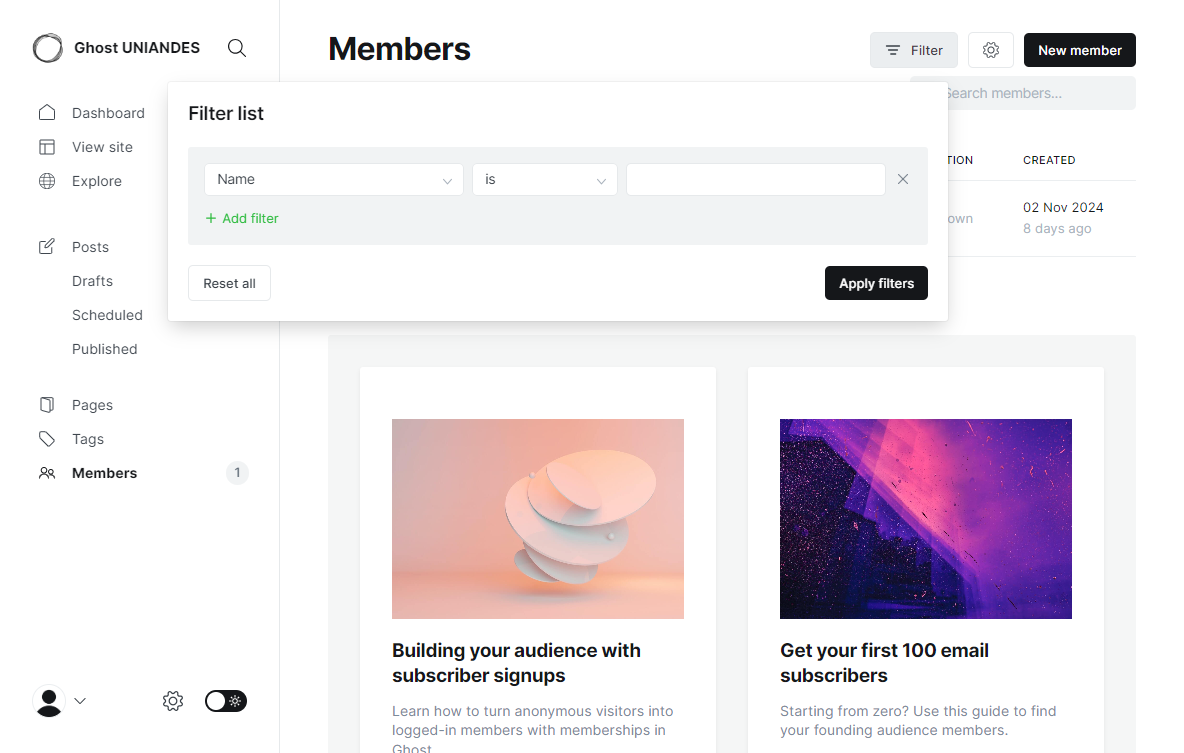 Ghost UNIANDES
Dashboard
View site
Explore
Posts
Drafts
Scheduled
Published
Pages
Tags
Members 1
Members
Filter
New member
Search members...
Filter list
Name
is
+ Add filter
Reset all
Apply filters
CREATED
02 Nov 2024
8 days ago
Building your audience with
subscriber signups
Learn how to turn anonymous visitors into
logged-in members with memberships in
Ghost
Get your first 100 email
subscribers
Starting from zero? Use this guide to find
your founding audience members.